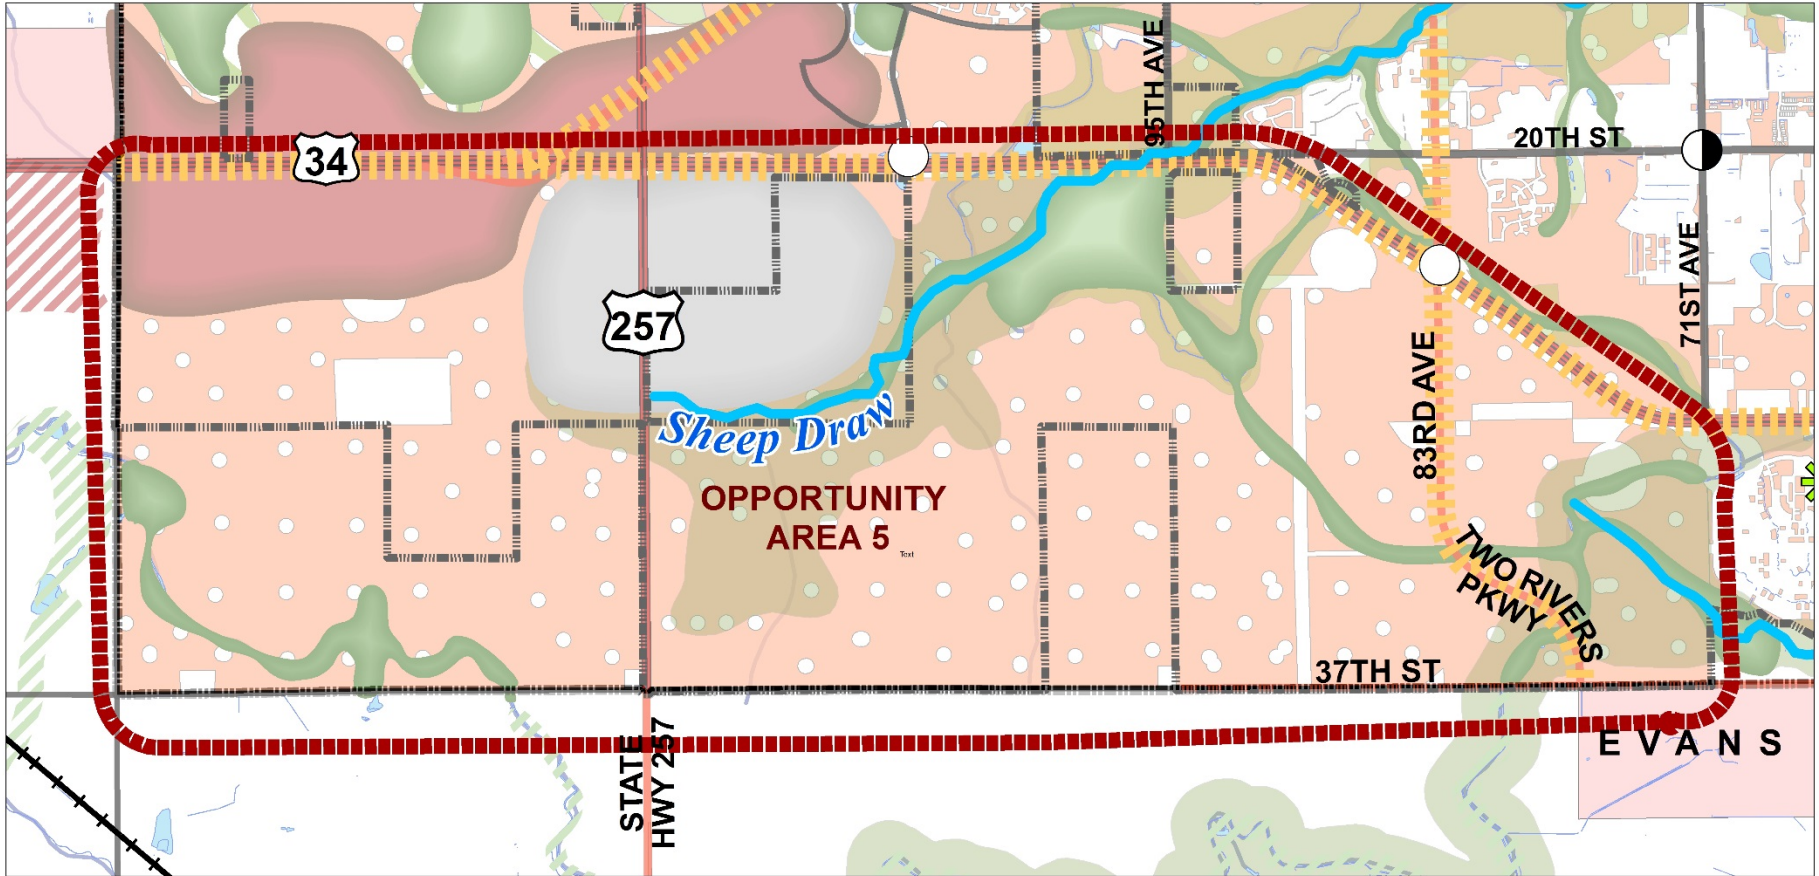 95TH AVE
20TH ST
34
71ST AVE
257
83RD AVE
Sheep Draw
OPPORTUNITY
AREA 5
Text
TWO RIVERS
PKWY
37TH ST
STATE
HWY 257
EVANS